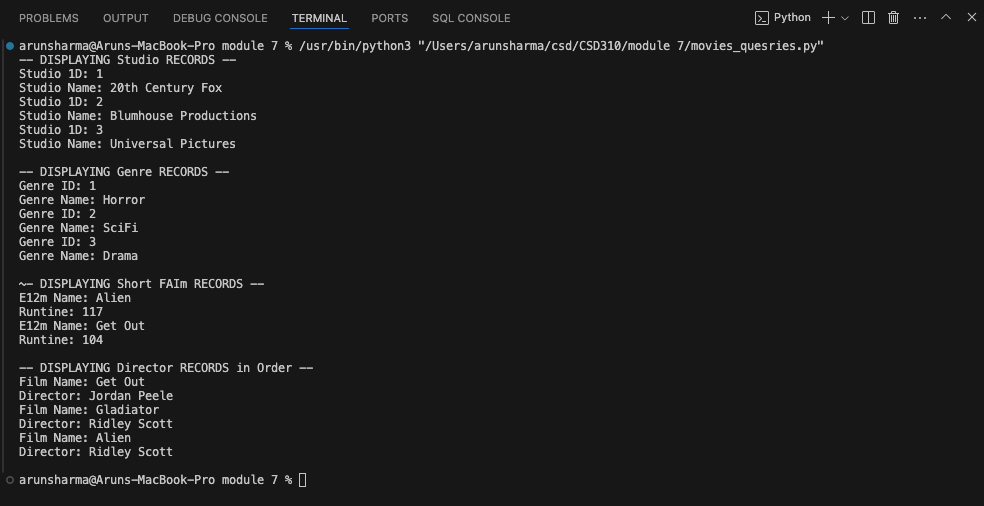 PROBLEMS OUTPUT DEBUG CONSOLE TERMINAL PORTS SQL CONSOLE Python
arunsharma@Aruns-MacBook-Pro module 7 % /usr/bin/python3 "/Users/arunsharma/csd/CSD310/module 7/movies_quesries.py"
-- DISPLAYING Studio RECORDS --
Studio 1D: 1
Studio Name: 20th Century Fox
Studio 1D: 2
Studio Name: Blumhouse Productions
Studio 1D: 3
Studio Name: Universal Pictures
-- DISPLAYING Genre RECORDS --
Genre ID: 1
Genre Name: Horror
Genre ID: 2
Genre Name: SciFi
Genre ID: 3
Genre Name: Drama
~- DISPLAYING Short FAIm RECORDS --
E12m Name: Alien
Runtine: 117
E12m Name: Get Out
Runtine: 104
-- DISPLAYING Director RECORDS in Order --
Film Name: Get Out
Director: Jordan Peele
Film Name: Gladiator
Director: Ridley Scott
Film Name: Alien
Director: Ridley Scott
arunsharma@Aruns-MacBook-Pro module 7 %